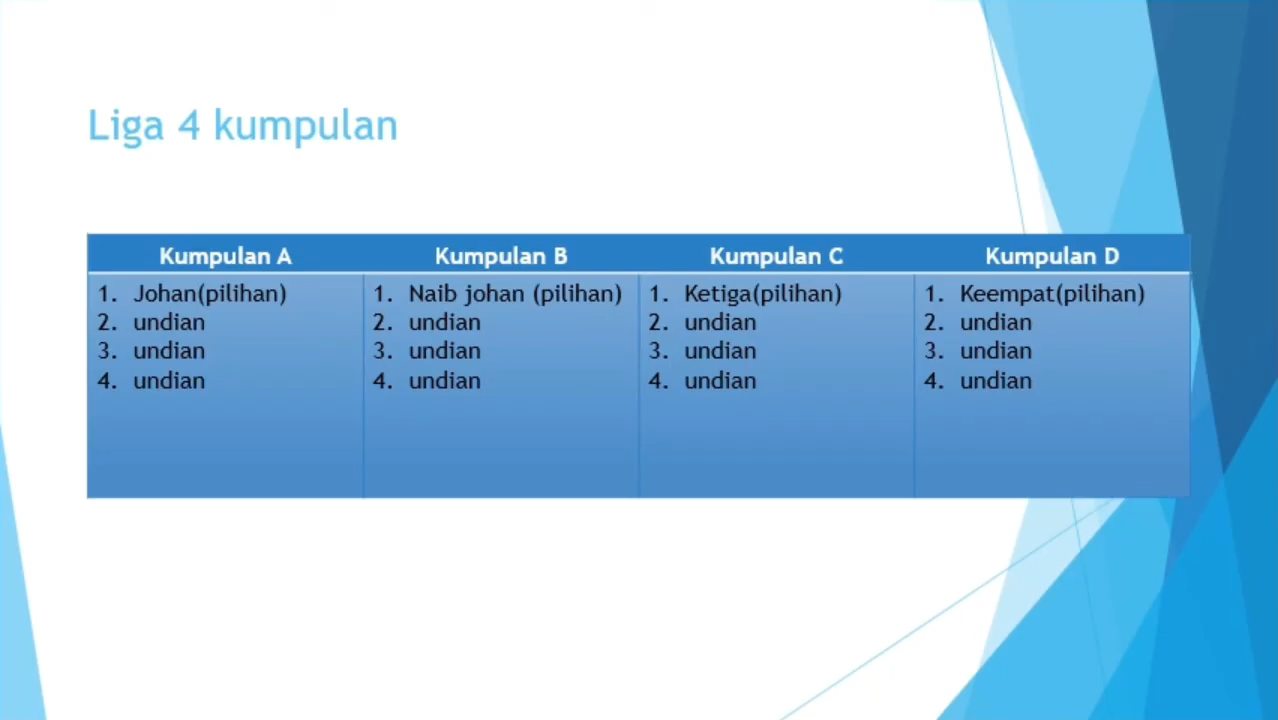 Liga 4 kumpulan
Kumpulan A
Kumpulan B
Kumpulan C
Kumpulan D
1. Johan(pilihan)
2. undian
3. undian
4. undian
1. Naib johan (pilihan)
2. undian
3. undian
4. undian
1. Ketiga(pilihan)
2. undian
3. undian
4. undian
1. Keempat(pilihan)
2. undian
3. undian
4. undian